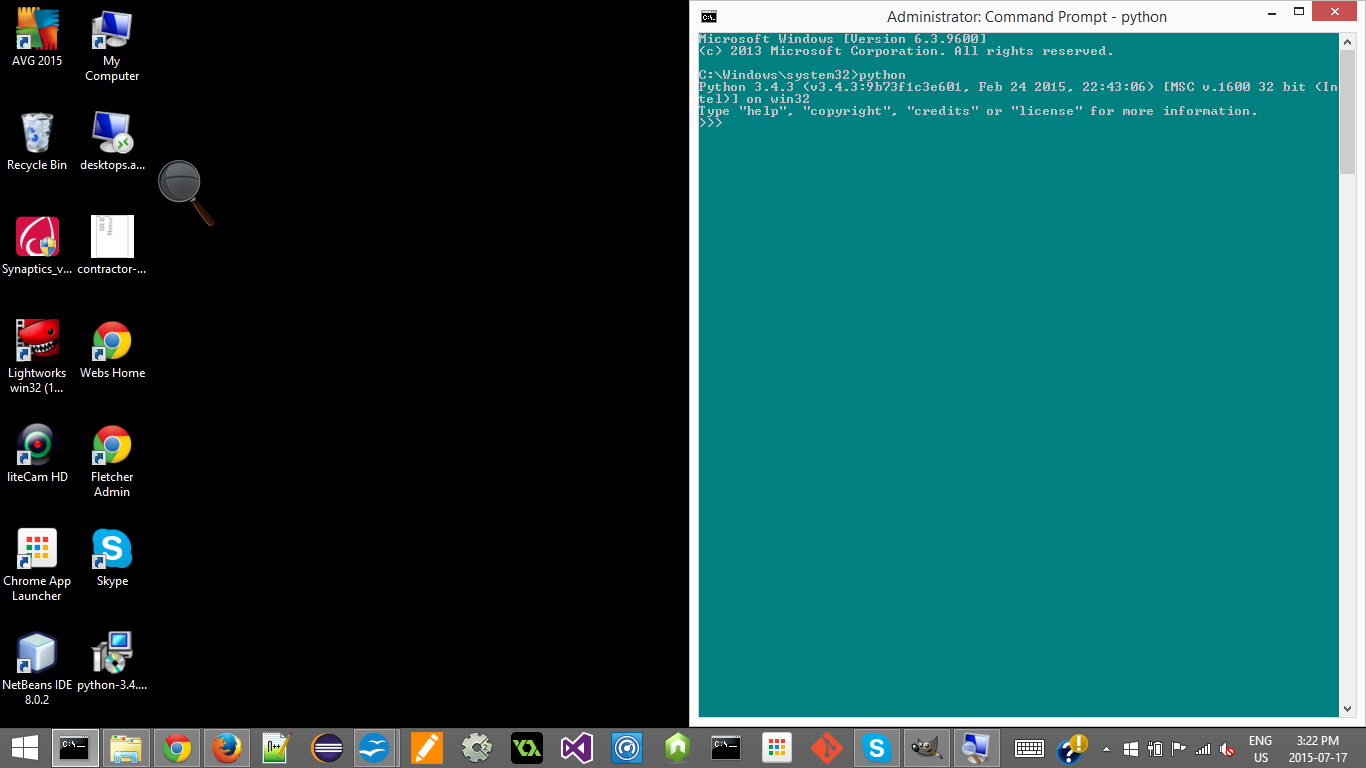 AVG 2015
My
Computer
Recycle Bin
desktops.a...
Synaptics_v...
contractor-...
Lightworks
win32 (1...
Webs Home
liteCam HD
Fletcher
Admin
Chrome App
Launcher
Skype
NetBeans IDE
8.0.2
python-3.4....
Administrator: Command Prompt - python
Microsoft Windows [Version 6.3.9600]
(c) 2013 Microsoft Corporation. All rights reserved.
C:\Windows\system32>python
Python 3.4.3 (v3.4.3:9b73f1c3e601, Feb 24 2015, 22:43:06) [MSC v.1600 32 bit (In
tel)] on win32
Type "help", "copyright", "credits" or "license" for more information.
>>>
ENG
US
3:22 PM
2015-07-17